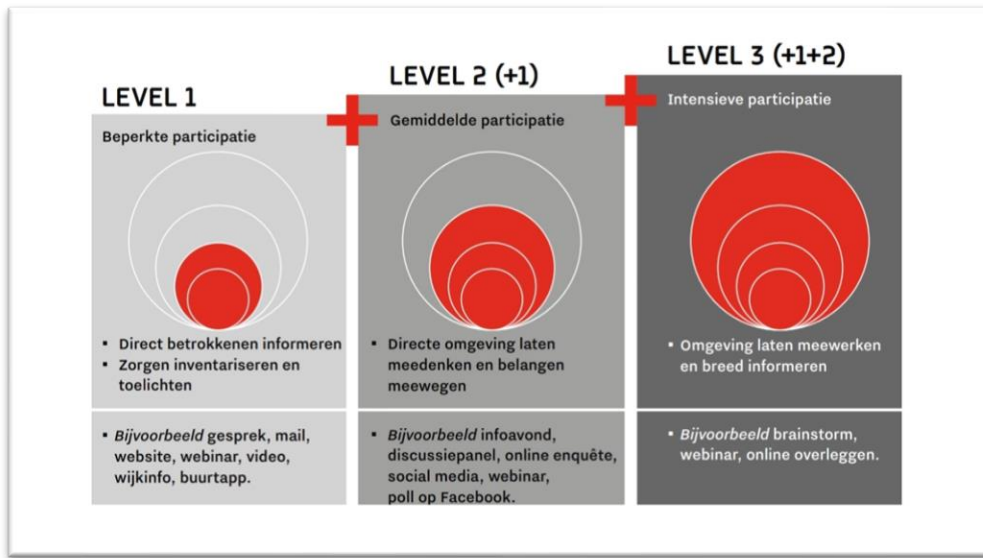 LEVEL 1
Beperkte participatie
▪ Direct betrokkenen informeren
▪ Zorgen inventariseren en
toelichten
▪ Bijvoorbeeld gesprek, mail,
website, webinar, video,
wijkinfo, buurtapp.
LEVEL 2 (+1)
Gemiddelde participatie
▪ Directe omgeving laten
meedenken en belangen
meewegen
▪ Bijvoorbeeld infoavond,
discussiepanel, online enquête,
social media, webinar,
poll op Facebook.
LEVEL 3 (+1+2)
Intensieve participatie
▪ Omgeving laten meewerken
en breed informeren
▪ Bijvoorbeeld brainstorm,
webinar, online overleggen.